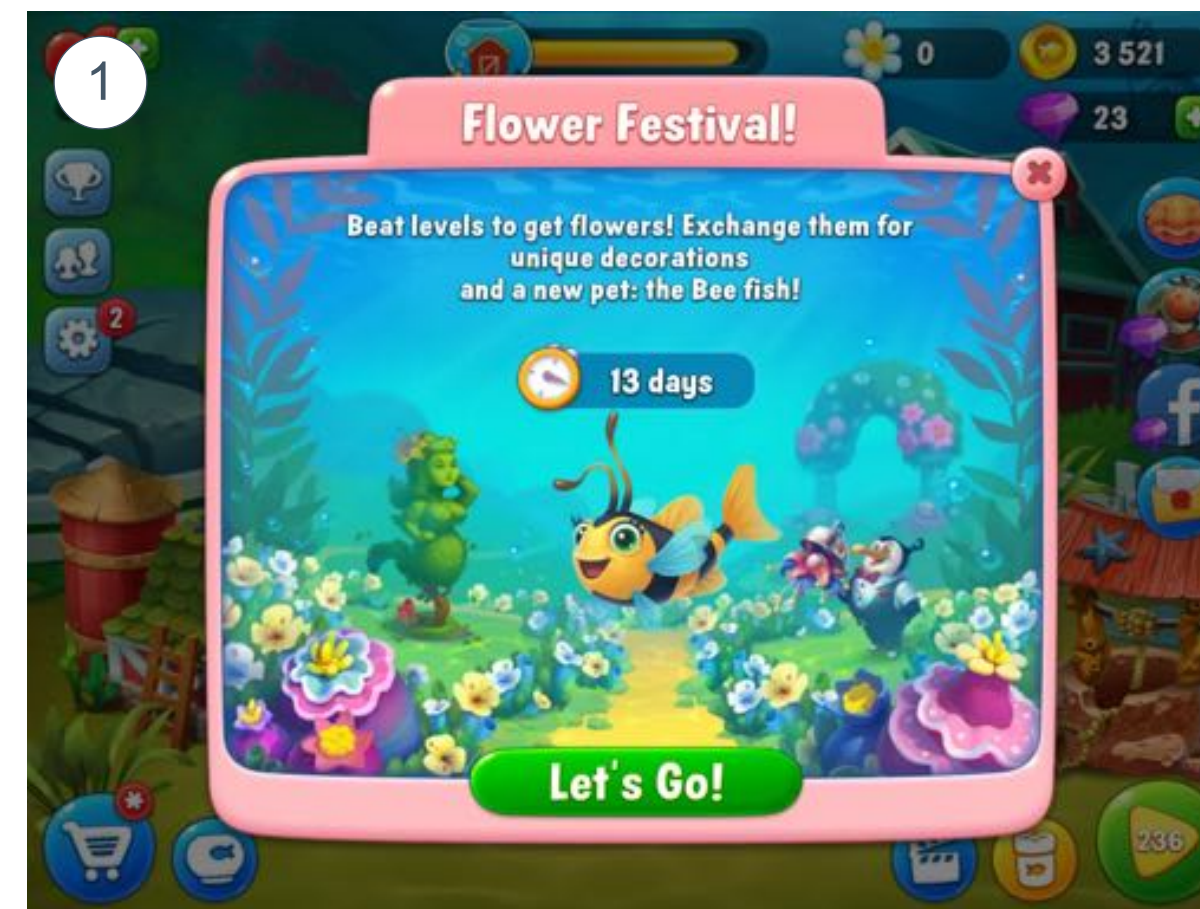 1
0
3 521
23
Flower Festival!
Beat levels to get flowers! Exchange them for
unique decorations
and a new pet: the Bee fish!
2
13 days
f
Let's Go!
236